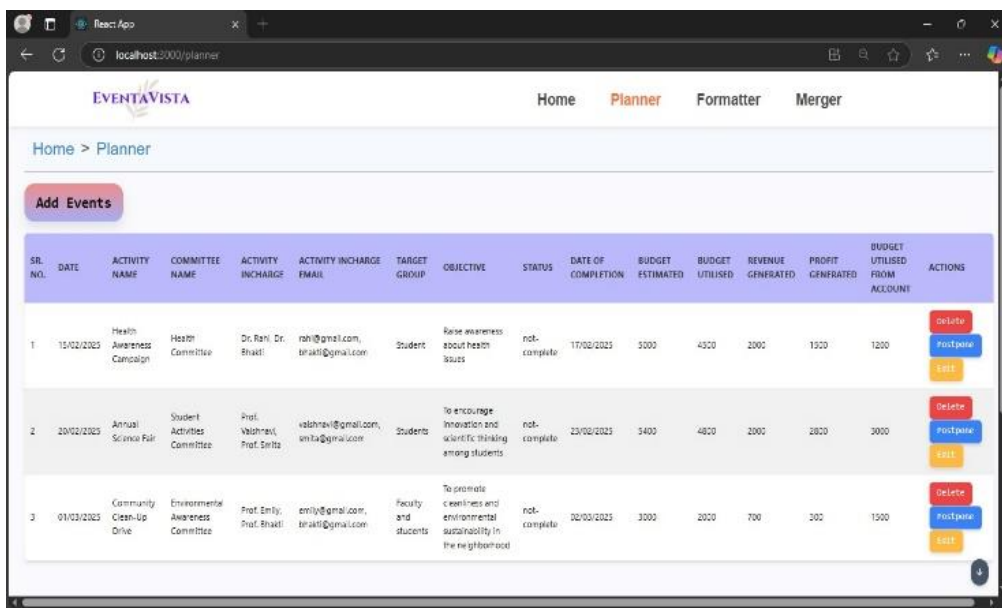 React App
localhost:3000/planner
EVENTAVISTA
Home Planner Formatter Merger
Home > Planner
Add Events
SR. NO. DATE ACTIVITY NAME COMMITTEE NAME ACTIVITY INCHARGE ACTIVITY INCHARGE EMAIL TARGET GROUP OBJECTIVE STATUS DATE OF COMPLETION BUDGET ESTIMATED BUDGET UTILISED REVENUE GENERATED PROFIT GENERATED BUDGET UTILISED FROM ACCOUNT ACTIONS
1 15/02/2025 Health Awareness Campaign Health Committee Dr. Rahi, Dr. Bhakti rahi@gmail.com, bhakti@gmail.com Student Raise awareness about health issues not-complete 17/02/2025 5000 4500 2000 1500 1200 Delete Postpone Edit
2 20/02/2025 Annual Science Fair Student Activities Committee Prof. Vaishnavi, Prof. Smita vaishnavi@gmail.com, smita@gmail.com Students To encourage innovation and scientific thinking among students not-complete 23/02/2025 5400 4800 2000 2800 3000 Delete Postpone Edit
3 01/03/2025 Community Clean-Up Drive Environmental Awareness Committee Prof. Emily, Prof. Bhakti emily@gmail.com, bhakti@gmail.com Faculty and students To promote cleanliness and environmental sustainability in the neighborhood not-complete 02/03/2025 3000 2000 700 300 1500 Delete Postpone Edit